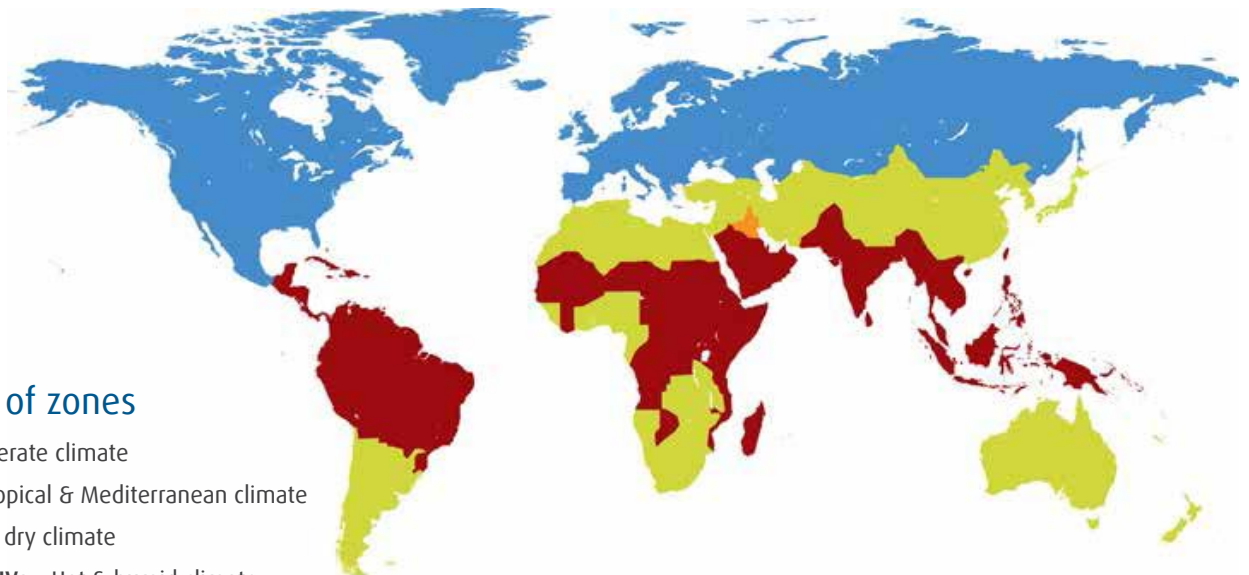 of zones
erate climate
opical & Mediterranean climate
dry climate